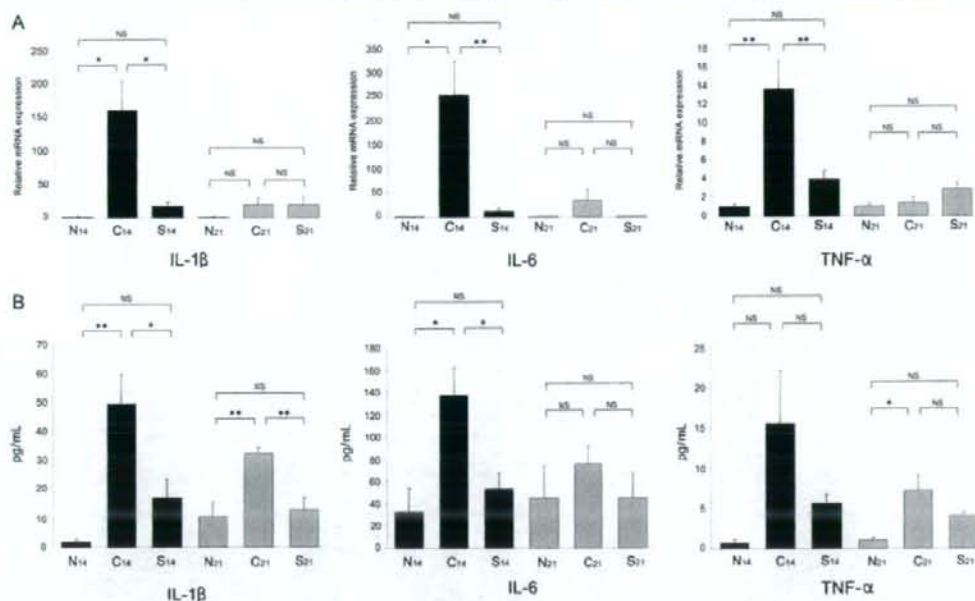 A
NS
* *
Relative mRNA expression
250
200
150
100
50
NS
NS NS
N14 C14 S14 N21 C21 S21
IL-1β
NS
* **
Relative mRNA expression
350
300
250
200
150
100
50
0
NS
NS NS
N14 C14 S14 N21 C21 S21
IL-6
NS
** **
Relative mRNA expression
18
16
14
12
10
8
6
4
2
0
NS
NS NS
N14 C14 S14 N21 C21 S21
TNF-α
B
NS
** *
pg/mL
70
60
50
40
30
20
10
0
NS
** **
N14 C14 S14 N21 C21 S21
IL-1β
NS
* *
pg/mL
180
160
140
120
100
80
60
40
20
0
NS
NS NS
N14 C14 S14 N21 C21 S21
IL-6
NS
NS NS
pg/mL
25
20
15
10
5
0
NS
* NS
N14 C14 S14 N21 C21 S21
TNF-α